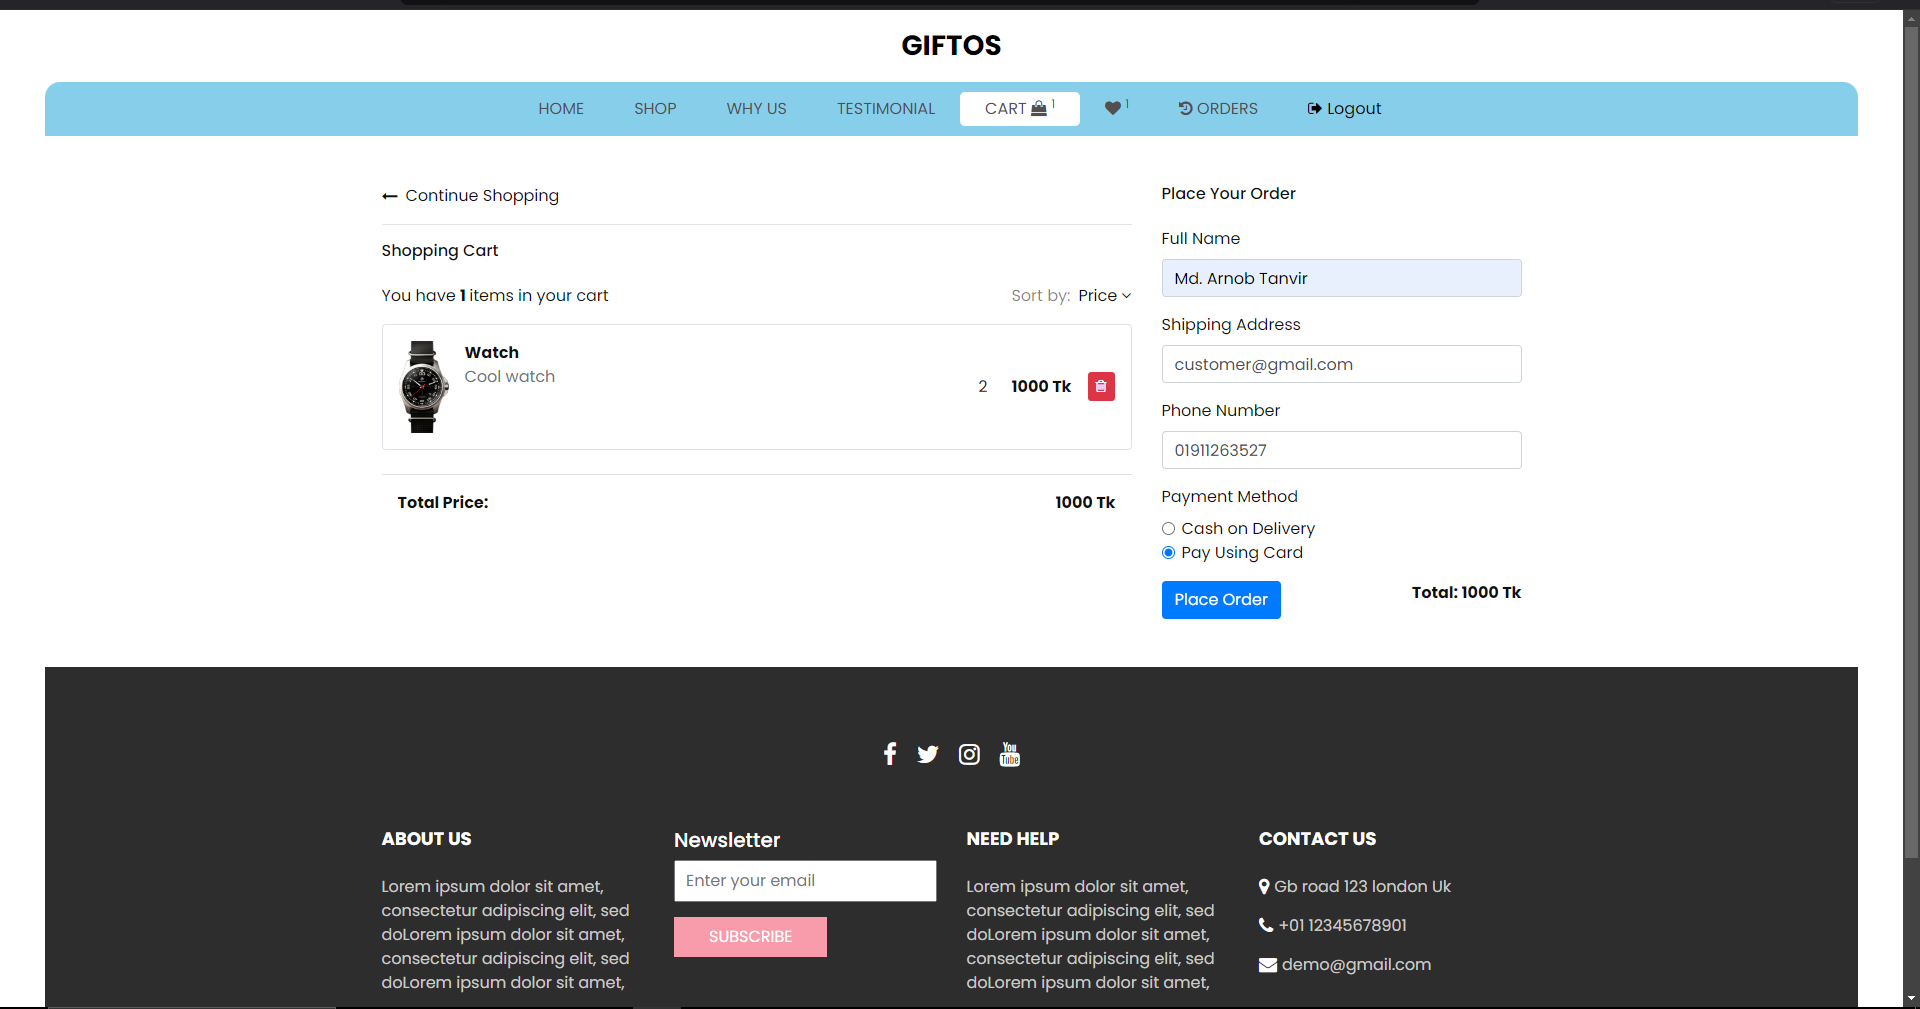 GIFTOS
HOME SHOP WHY US TESTIMONIAL CART 1 1 ORDERS Logout
Continue Shopping
Shopping Cart
You have 1 items in your cart Sort by: Price
Watch
Cool watch
2 1000 Tk
Total Price: 1000 Tk
Place Your Order
Full Name
Md. Arnob Tanvir
Shipping Address
customer@gmail.com
Phone Number
01911263527
Payment Method
Cash on Delivery
Pay Using Card
Place Order Total: 1000 Tk
You
Tube
ABOUT US
Lorem ipsum dolor sit amet,
consectetur adipiscing elit, sed
doLorem ipsum dolor sit amet,
consectetur adipiscing elit, sed
doLorem ipsum dolor sit amet,
Newsletter
Enter your email
SUBSCRIBE
NEED HELP
Lorem ipsum dolor sit amet,
consectetur adipiscing elit, sed
doLorem ipsum dolor sit amet,
consectetur adipiscing elit, sed
doLorem ipsum dolor sit amet,
CONTACT US
Gb road 123 london Uk
+01 12345678901
demo@gmail.com